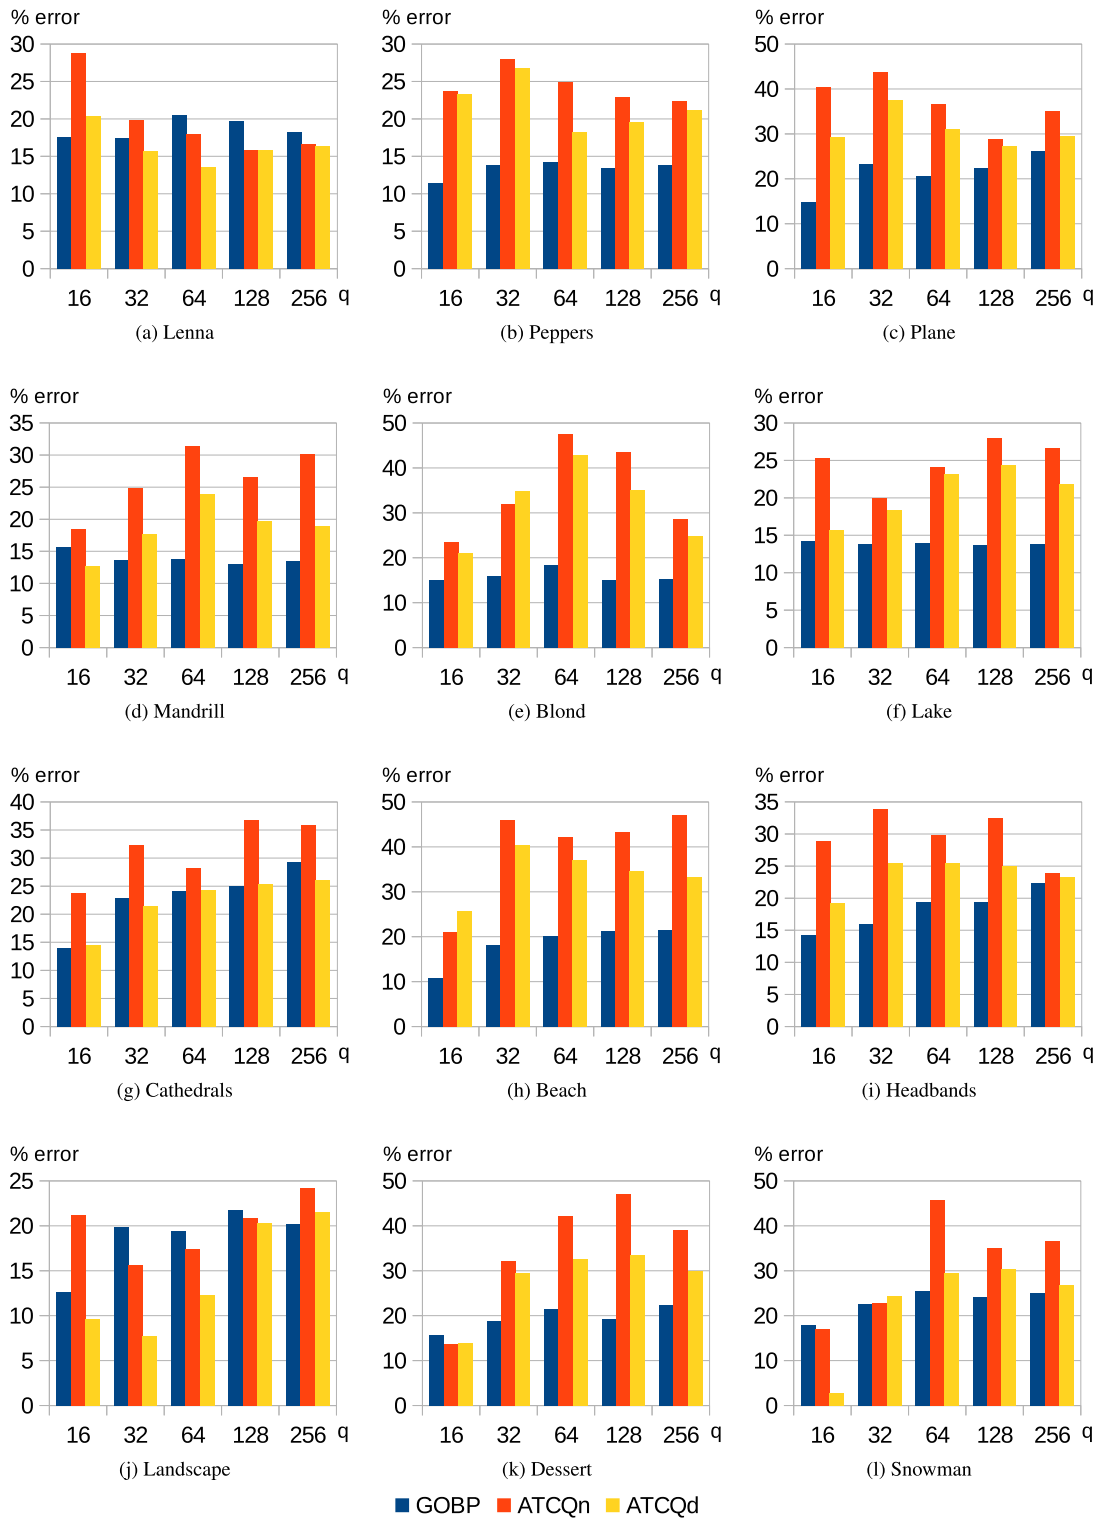 % error % error % error
30 30 50
25 25 40
20 20 30
15 15 20
10 10 10
5 5 0
0 0
16 32 64 128 256 q 16 32 64 128 256 q 16 32 64 128 256 q
(a) Lenna (b) Peppers (c) Plane
% error % error % error
35 50 30
30 40 25
25 30 20
20 20 15
15 10 10
10 0 5
5 0
0
16 32 64 128 256 q 16 32 64 128 256 q 16 32 64 128 256 q
(d) Mandrill (e) Blond (f) Lake
% error % error % error
40 50 35
35 40 30
30 30 25
25 20 20
20 10 15
15 0 10
10 5
5 0
0
16 32 64 128 256 q 16 32 64 128 256 q 16 32 64 128 256 q
(g) Cathedrals (h) Beach (i) Headbands
% error % error % error
25 50 50
20 40 40
15 30 30
10 20 20
5 10 10
0 0 0
16 32 64 128 256 q 16 32 64 128 256 q 16 32 64 128 256 q
(j) Landscape (k) Dessert (l) Snowman
GOBP ATCQn ATCQd